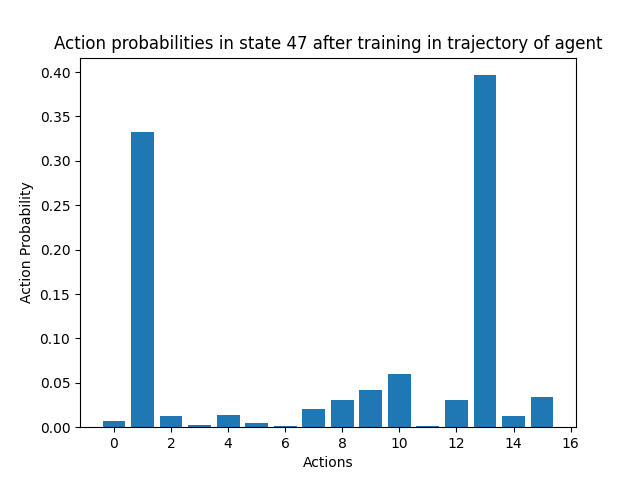 Action probabilities in state 47 after training in trajectory of agent
0.40
0.35
0.30
0.25
0.20
0.15
0.10
0.05
0.00
Action Probability
0 2 4 6 8 10 12 14 16
Actions